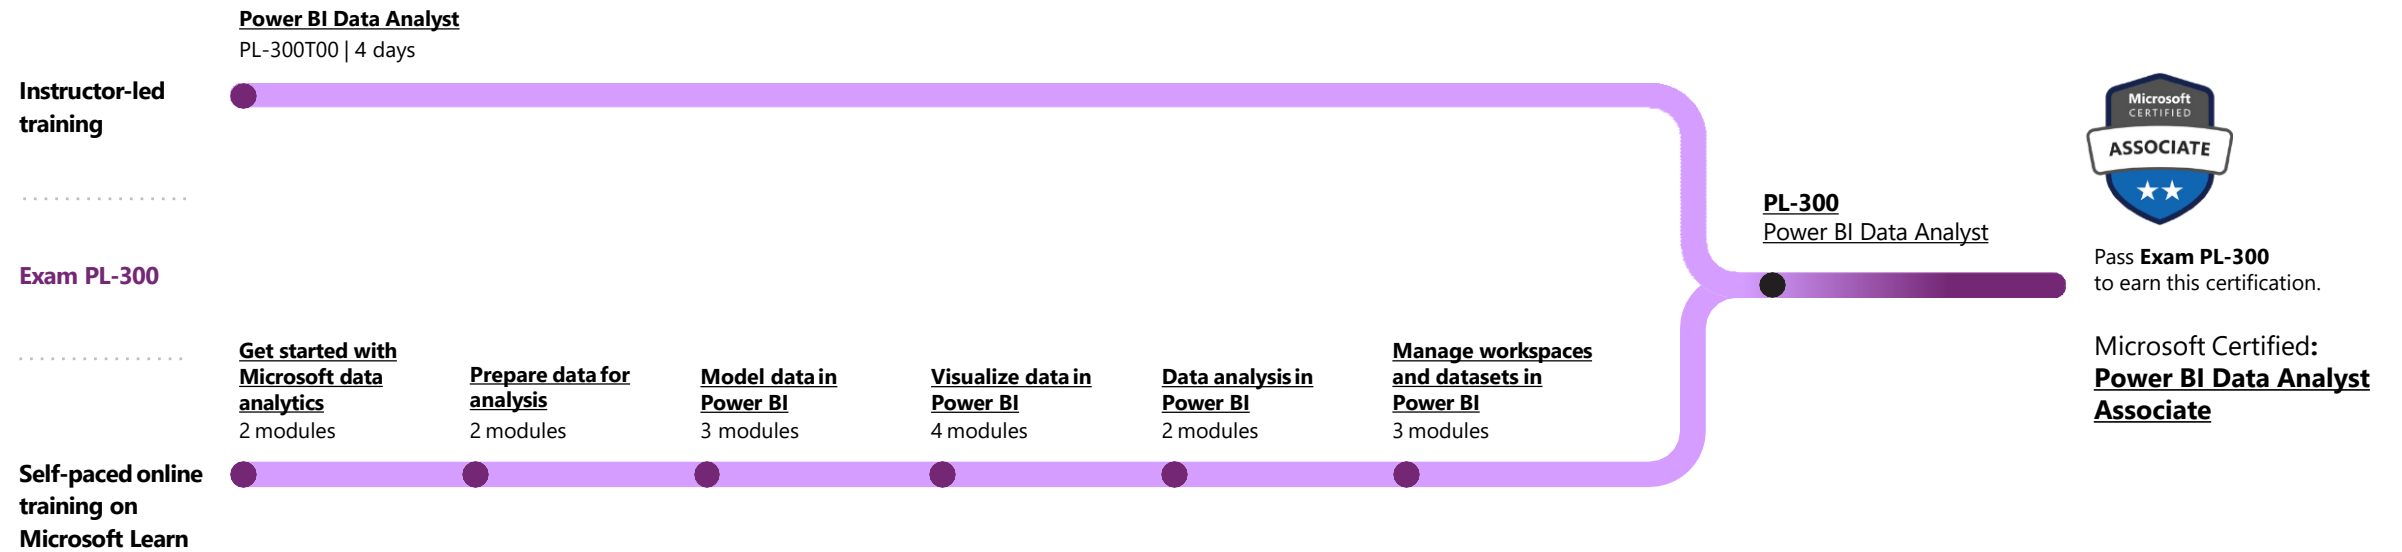 Power BI Data Analyst
PL-300T00 | 4 days
Instructor-led
training
Exam PL-300
Get started with
Microsoft data
analytics
2 modules
Prepare data for
analysis
2 modules
Model data in
Power BI
3 modules
Visualize data in
Power BI
4 modules
Data analysis in
Power BI
2 modules
Manage workspaces
and datasets in
Power BI
3 modules
Self-paced online
training on
Microsoft Learn
PL-300
Power BI Data Analyst
Microsoft
CERTIFIED
ASSOCIATE
Pass Exam PL-300
to earn this certification.
Microsoft Certified:
Power BI Data Analyst
Associate